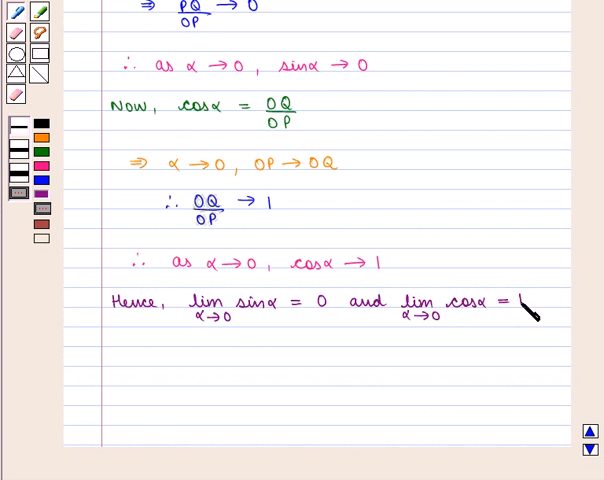 ⇒ PQ/OP → 0
∴ as α → 0 , sinα → 0
Now, cosα = OQ/OP
⇒ α → 0 , OP → OQ
∴ OQ/OP → 1
∴ as α → 0 , cosα → 1
Hence, lim α→0 sinα = 0 and lim α→0 cosα = 1